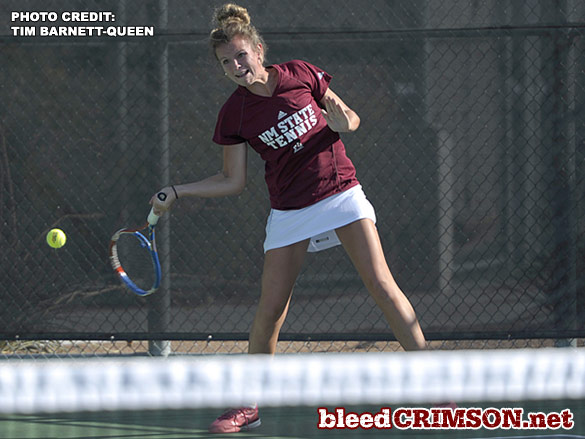 PHOTO CREDIT:
TIM BARNETT-QUEEN
NM STATE
TENNIS
bleedCRIMSON.net